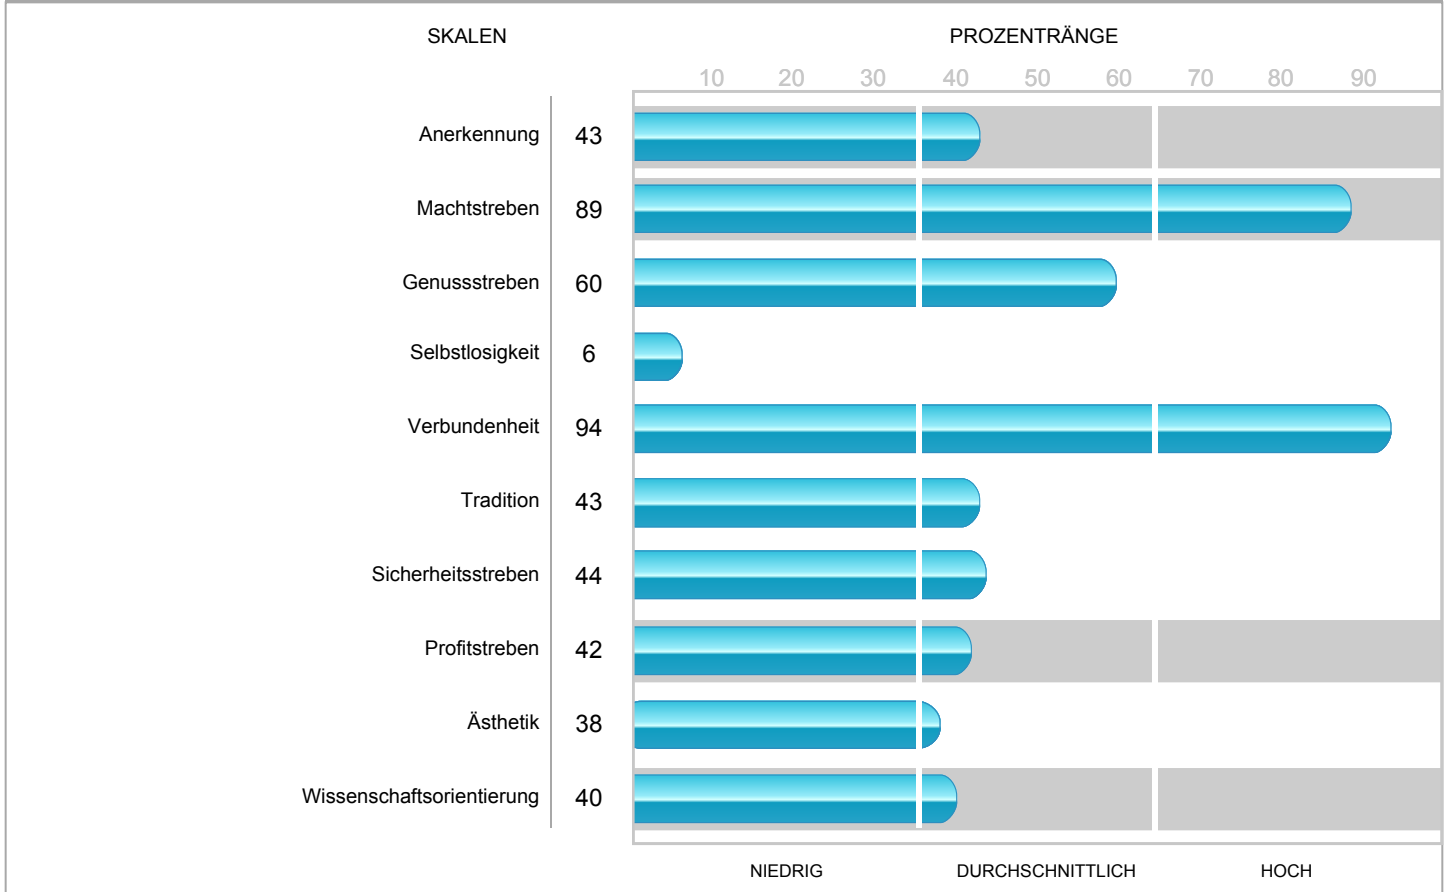 SKALEN PROZENTRÄNGE
10 20 30 40 50 60 70 80 90
Anerkennung 43
Machtstreben 89
Genussstreben 60
Selbstlosigkeit 6
Verbundenheit 94
Tradition 43
Sicherheitsstreben 44
Profitstreben 42
Ästhetik 38
Wissenschaftsorientierung 40
NIEDRIG DURCHSCHNITTLICH HOCH